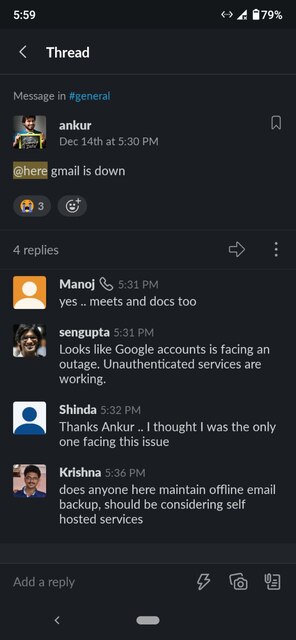 5:59
79%
Thread
Message in #general
ankur
Dec 14th at 5:30 PM
@here gmail is down
3
4 replies
Manoj 5:31 PM
yes .. meets and docs too
sengupta 5:31 PM
Looks like Google accounts is facing an
outage. Unauthenticated services are
working.
Shinda 5:32 PM
Thanks Ankur .. I thought I was the only
one facing this issue
Krishna 5:36 PM
does anyone here maintain offline email
backup, should be considering self
hosted services
Add a reply